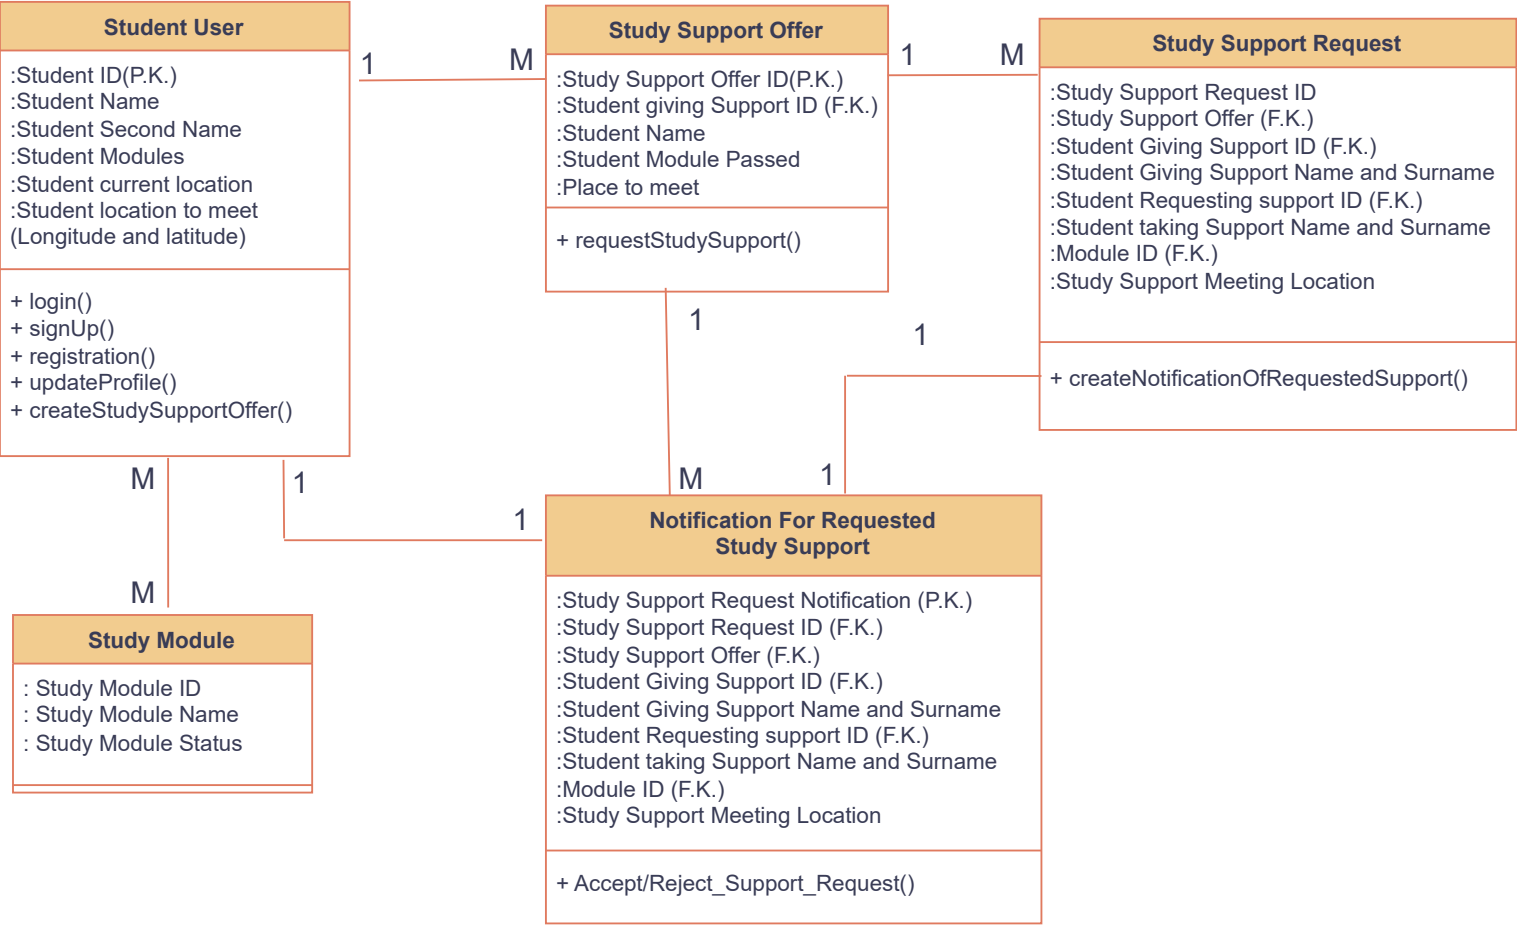 Student User
:Student ID(P.K.)
:Student Name
:Student Second Name
:Student Modules
:Student current location
:Student location to meet
(Longitude and latitude)
+ login()
+ signUp()
+ registration()
+ updateProfile()
+ createStudySupportOffer()
1
M
Study Support Offer
:Study Support Offer ID(P.K.)
:Student giving Support ID (F.K.)
:Student Name
:Student Module Passed
:Place to meet
+ requestStudySupport()
1
M
Study Support Request
:Study Support Request ID
:Study Support Offer (F.K.)
:Student Giving Support ID (F.K.)
:Student Giving Support Name and Surname
:Student Requesting support ID (F.K.)
:Student taking Support Name and Surname
:Module ID (F.K.)
:Study Support Meeting Location
+ createNotificationOfRequestedSupport()
1
1
M
1
M
1
1
M
Study Module
: Study Module ID
: Study Module Name
: Study Module Status
Notification For Requested
Study Support
:Study Support Request Notification (P.K.)
:Study Support Request ID (F.K.)
:Study Support Offer (F.K.)
:Student Giving Support ID (F.K.)
:Student Giving Support Name and Surname
:Student Requesting support ID (F.K.)
:Student taking Support Name and Surname
:Module ID (F.K.)
:Study Support Meeting Location
+ Accept/Reject_Support_Request()